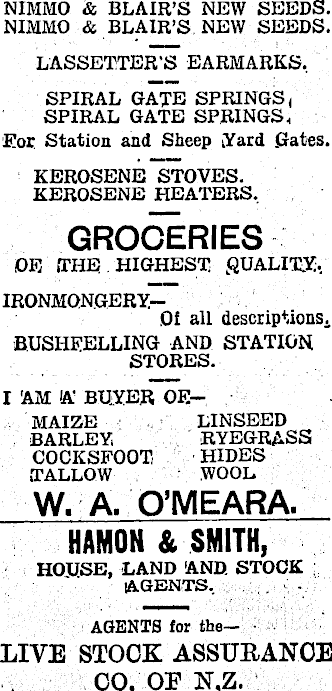 NIMMO & BLAIR'S NEW SEEDS.
NIMMO & BLAIR'S NEW SEEDS.
LASSETTER'S EARMARKS.
SPIRAL GATE SPRINGS,
SPIRAL GATE SPRINGS,
For Station and Sheep Yard Gates.
KEROSENE STOVES.
KEROSENE HEATERS.
GROCERIES
OF THE HIGHEST QUALITY.
IRONMONGERY—
Of all descriptions.
BUSHFELLING AND STATION
STORES.
I AM A BUYER OF—
MAIZE LINSEED
BARLEY RYEGRASS
COCKSFOOT HIDES
TALLOW WOOL
W. A. O'MEARA.
HAMON & SMITH,
HOUSE, LAND AND STOCK
AGENTS.
AGENTS for the—
LIVE STOCK ASSURANCE
CO. OF N.Z.